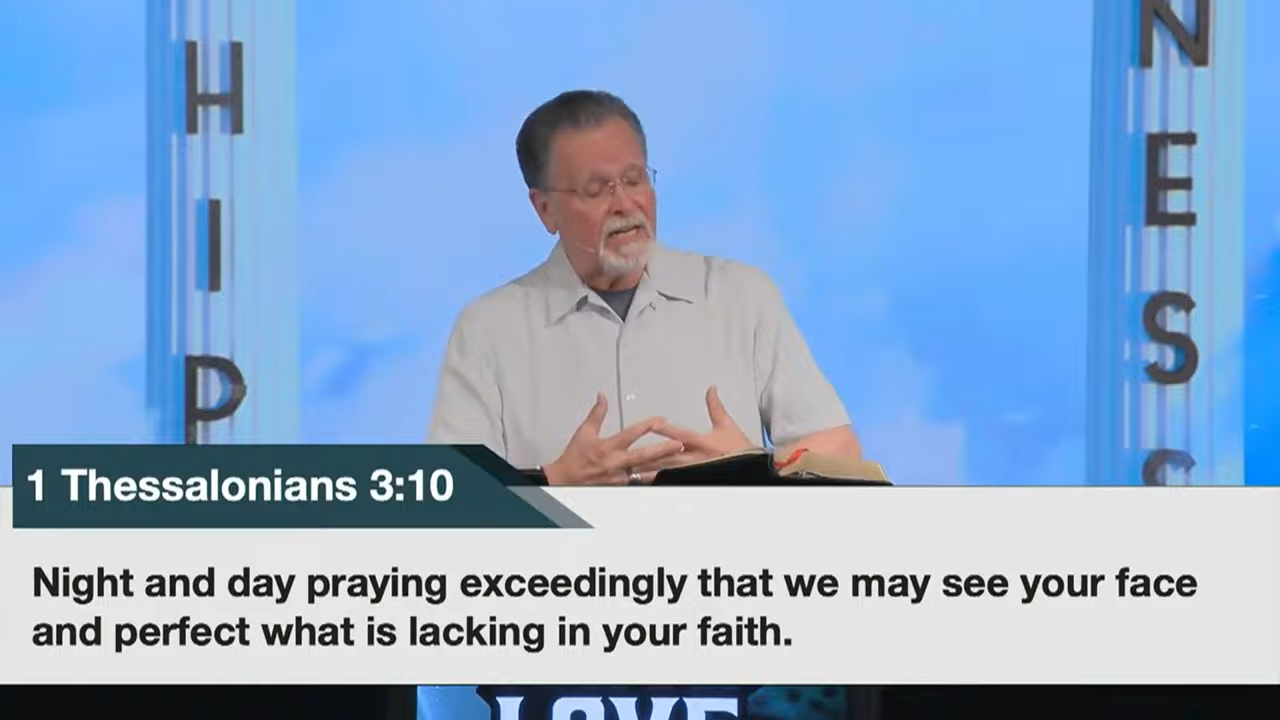 H
I
P
N
E
S
S
1 Thessalonians 3:10
Night and day praying exceedingly that we may see your face
and perfect what is lacking in your faith.
LOVE